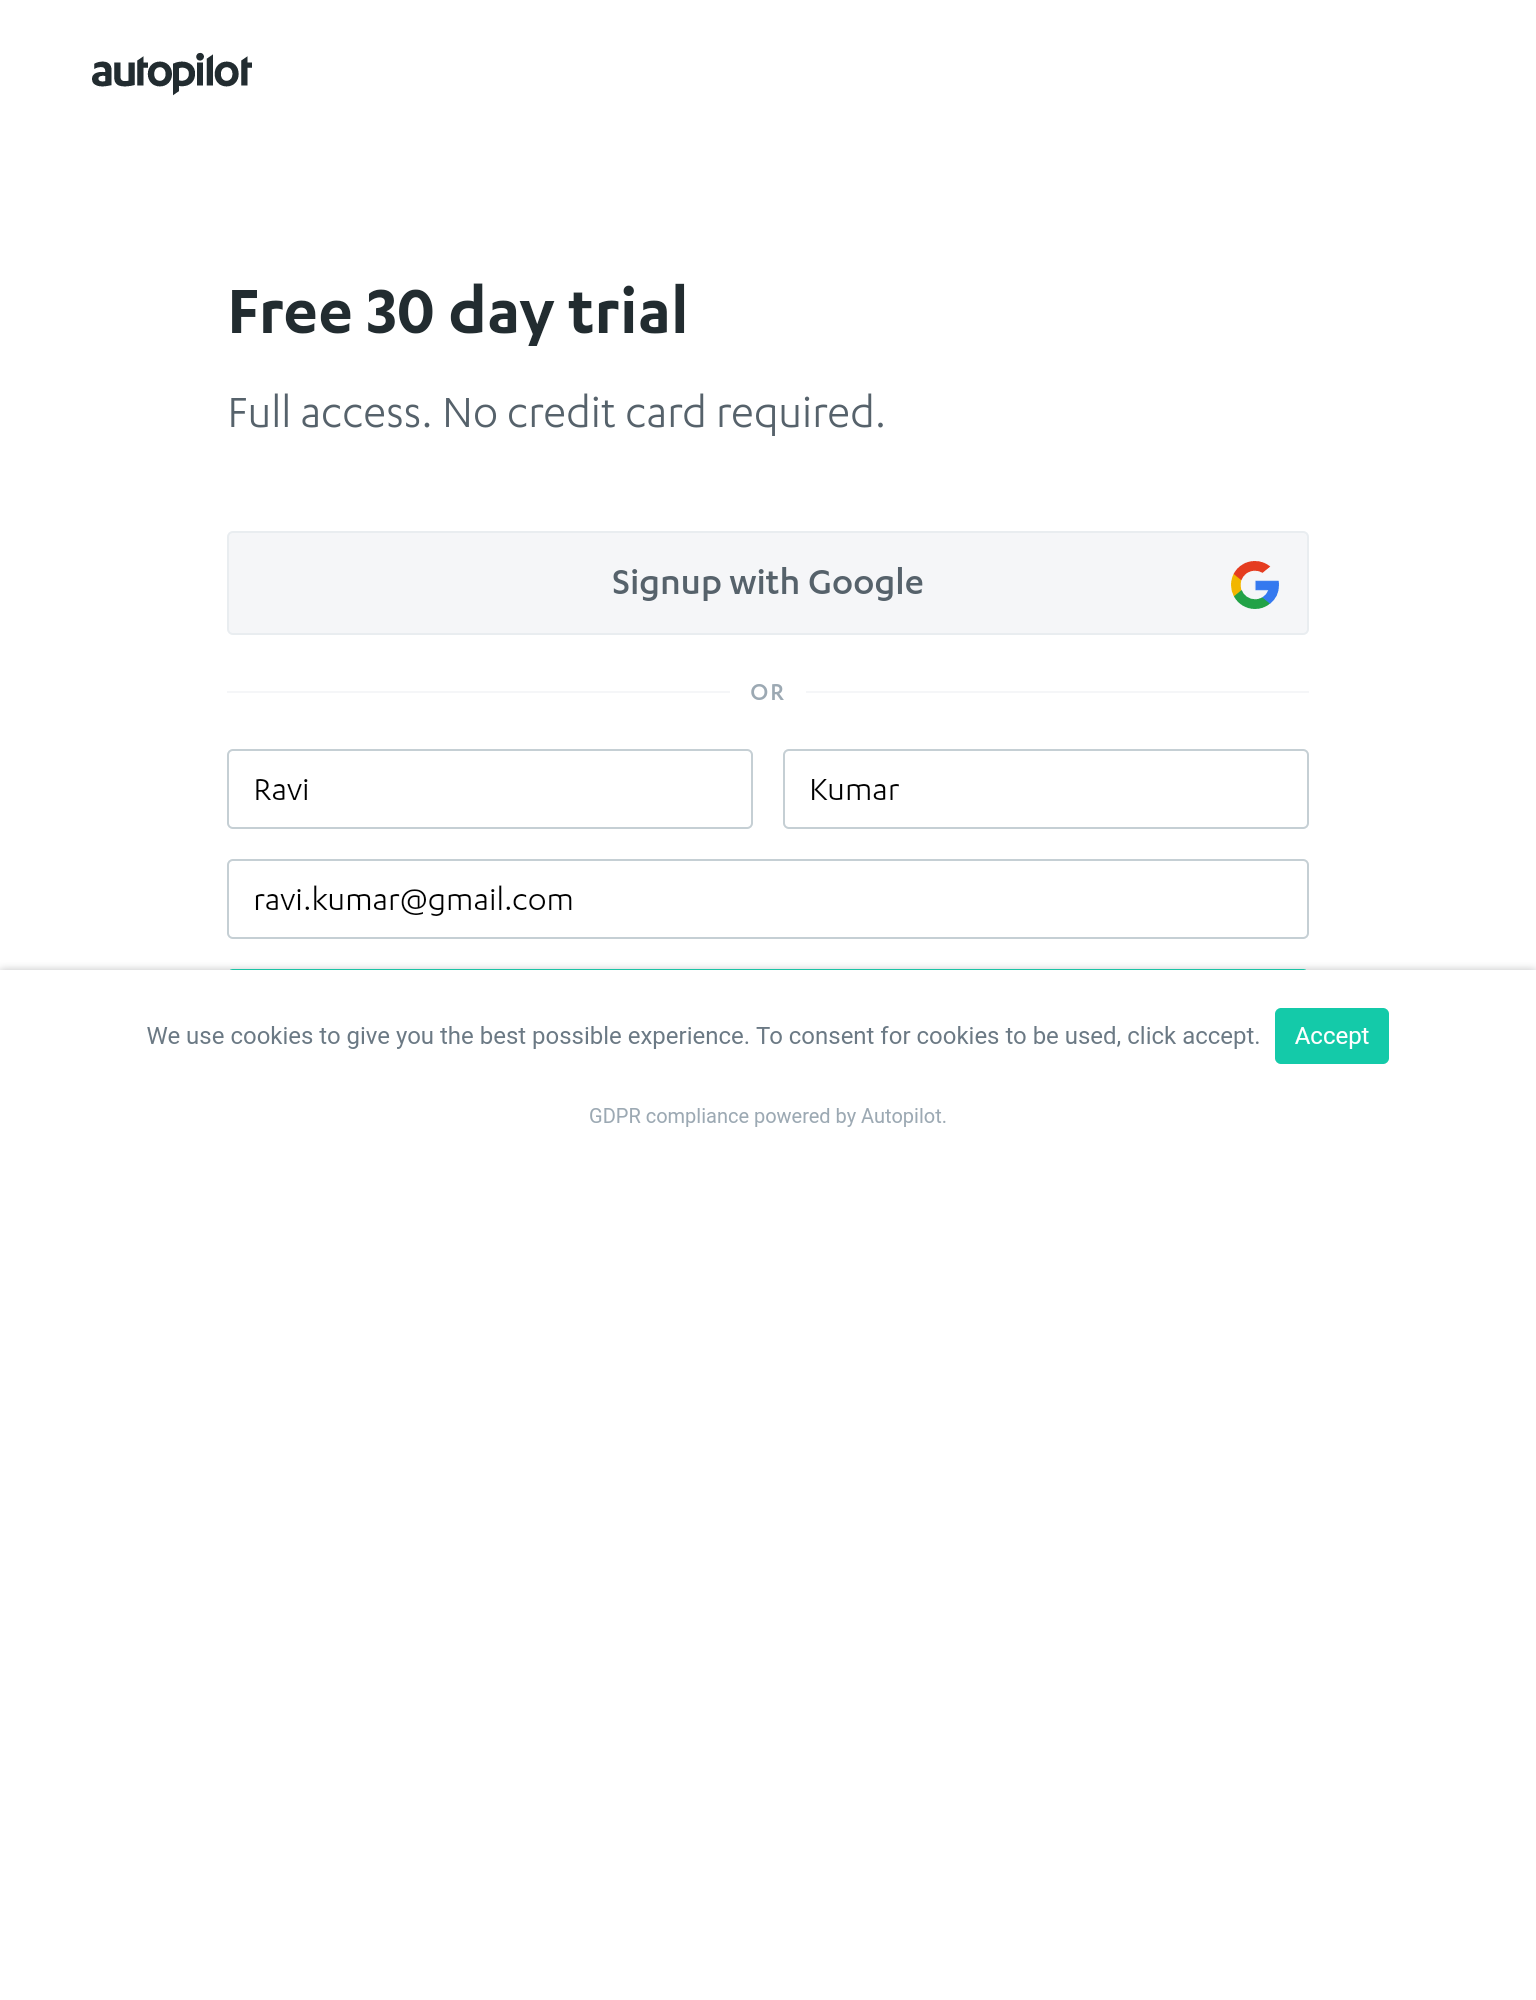 autopilot
Free 30 day trial
Full access. No credit card required.
Signup with Google
OR
Ravi
Kumar
ravi.kumar@gmail.com
We use cookies to give you the best possible experience. To consent for cookies to be used, click accept.
Accept
GDPR compliance powered by Autopilot.